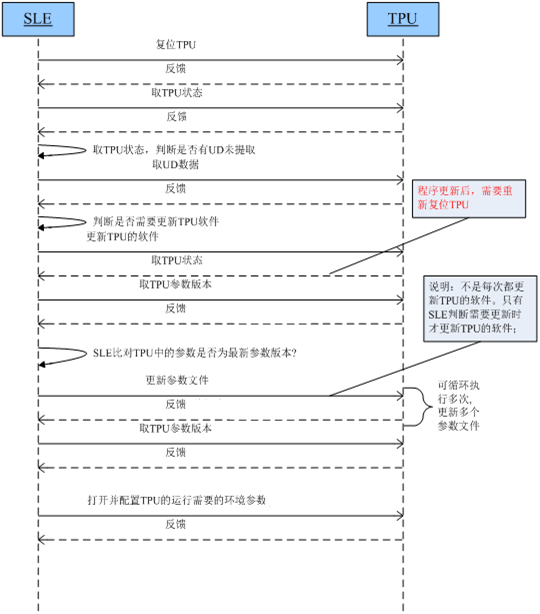 SLE
TPU
复位TPU
反馈
取TPU状态
反馈
取TPU状态，判断是否有UD未提取
取UD数据
反馈
程序更新后，需要重
新复位TPU
判断是否需要更新TPU软件
更新TPU的软件
取TPU状态
取TPU参数版本
反馈
说明：不是每次都更
新TPU的软件。只有
SLE判断需要更新时
才更新TPU的软件；
SLE比对TPU中的参数是否为最新参数版本?
更新参数文件
反馈
可循环执
行多次,
更新多个
参数文件
取TPU参数版本
反馈
打开并配置TPU的运行需要的环境参数
反馈